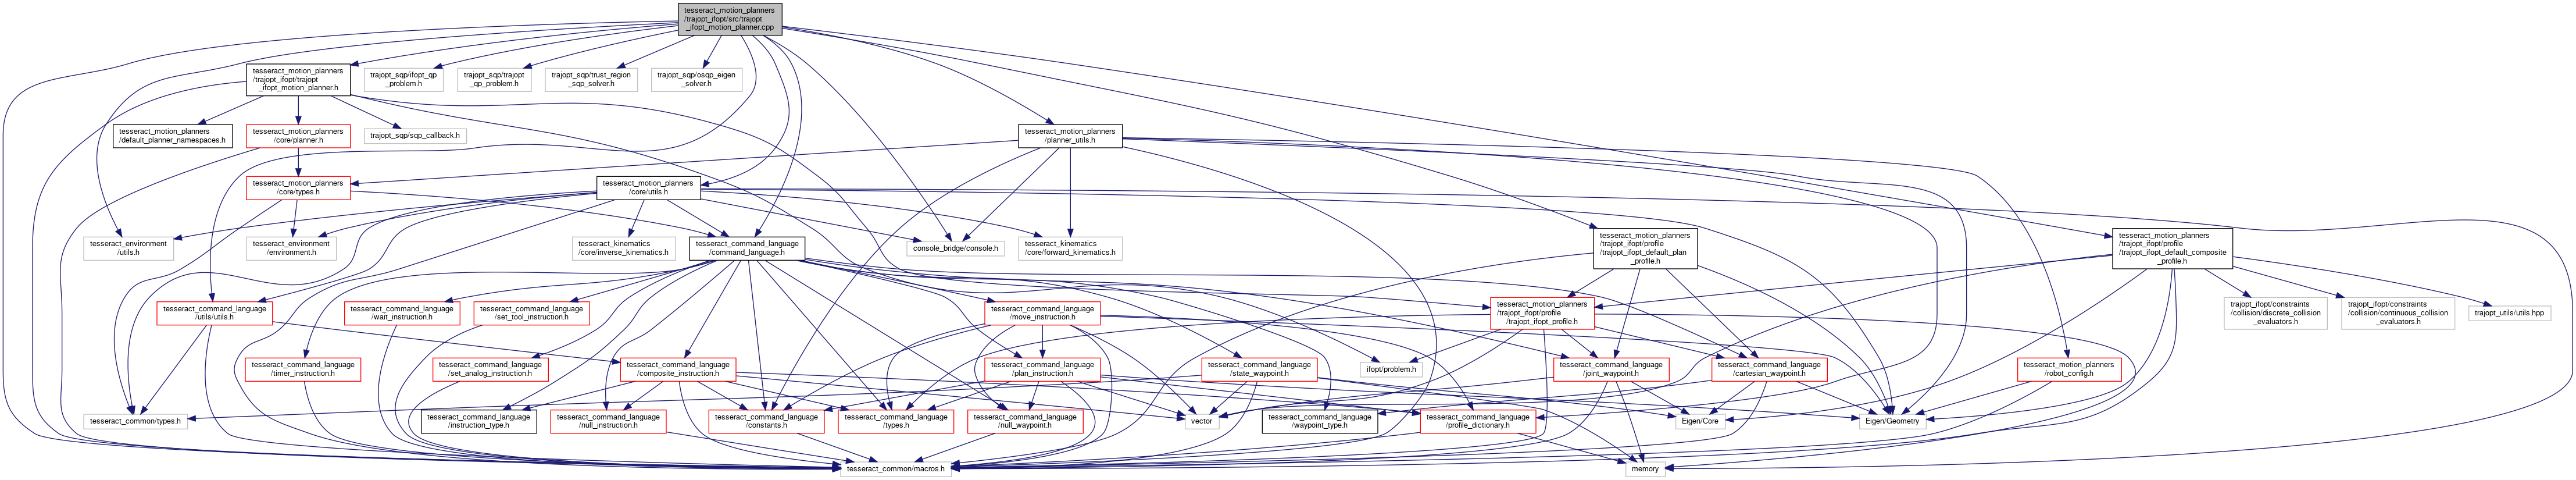 tesseract_motion_planners
/trajopt_ifopt/src/trajopt
_ifopt_motion_planner.cpp
tesseract_motion_planners
/trajopt_ifopt/trajopt
_ifopt_motion_planner.h
trajopt_sqp/ifopt_qp
_problem.h
trajopt_sqp/trajopt
_qp_problem.h
trajopt_sqp/trust_region
_sqp_solver.h
trajopt_sqp/osqp_eigen
_solver.h
tesseract_motion_planners
/default_planner_namespaces.h
tesseract_motion_planners
/core/planner.h
trajopt_sqp/sqp_callback.h
tesseract_motion_planners
/planner_utils.h
tesseract_motion_planners
/core/types.h
tesseract_motion_planners
/core/utils.h
tesseract_environment
/utils.h
tesseract_environment
/environment.h
tesseract_kinematics
/core/inverse_kinematics.h
tesseract_command_language
/command_language.h
console_bridge/console.h
tesseract_kinematics
/core/forward_kinematics.h
tesseract_motion_planners
/trajopt_ifopt/profile
/trajopt_ifopt_default_plan
_profile.h
tesseract_motion_planners
/trajopt_ifopt/profile
/trajopt_ifopt_default_composite
_profile.h
tesseract_command_language
/utils/utils.h
tesseract_command_language
/wait_instruction.h
tesseract_command_language
/set_tool_instruction.h
tesseract_command_language
/move_instruction.h
tesseract_motion_planners
/trajopt_ifopt/profile
/trajopt_ifopt_profile.h
trajopt_ifopt/constraints
/collision/discrete_collision
_evaluators.h
trajopt_ifopt/constraints
/collision/continuous_collision
_evaluators.h
trajopt_utils/utils.hpp
tesseract_command_language
/timer_instruction.h
tesseract_command_language
/set_analog_instruction.h
tesseract_command_language
/composite_instruction.h
tesseract_command_language
/plan_instruction.h
tesseract_command_language
/state_waypoint.h
ifopt/problem.h
tesseract_command_language
/joint_waypoint.h
tesseract_command_language
/cartesian_waypoint.h
tesseract_motion_planners
/robot_config.h
tesseract_common/types.h
tesseract_command_language
/instruction_type.h
tesseract_command_language
/null_instruction.h
tesseract_command_language
/constants.h
tesseract_command_language
/types.h
tesseract_command_language
/null_waypoint.h
vector
tesseract_command_language
/waypoint_type.h
tesseract_command_language
/profile_dictionary.h
Eigen/Core
Eigen/Geometry
tesseract_common/macros.h
memory